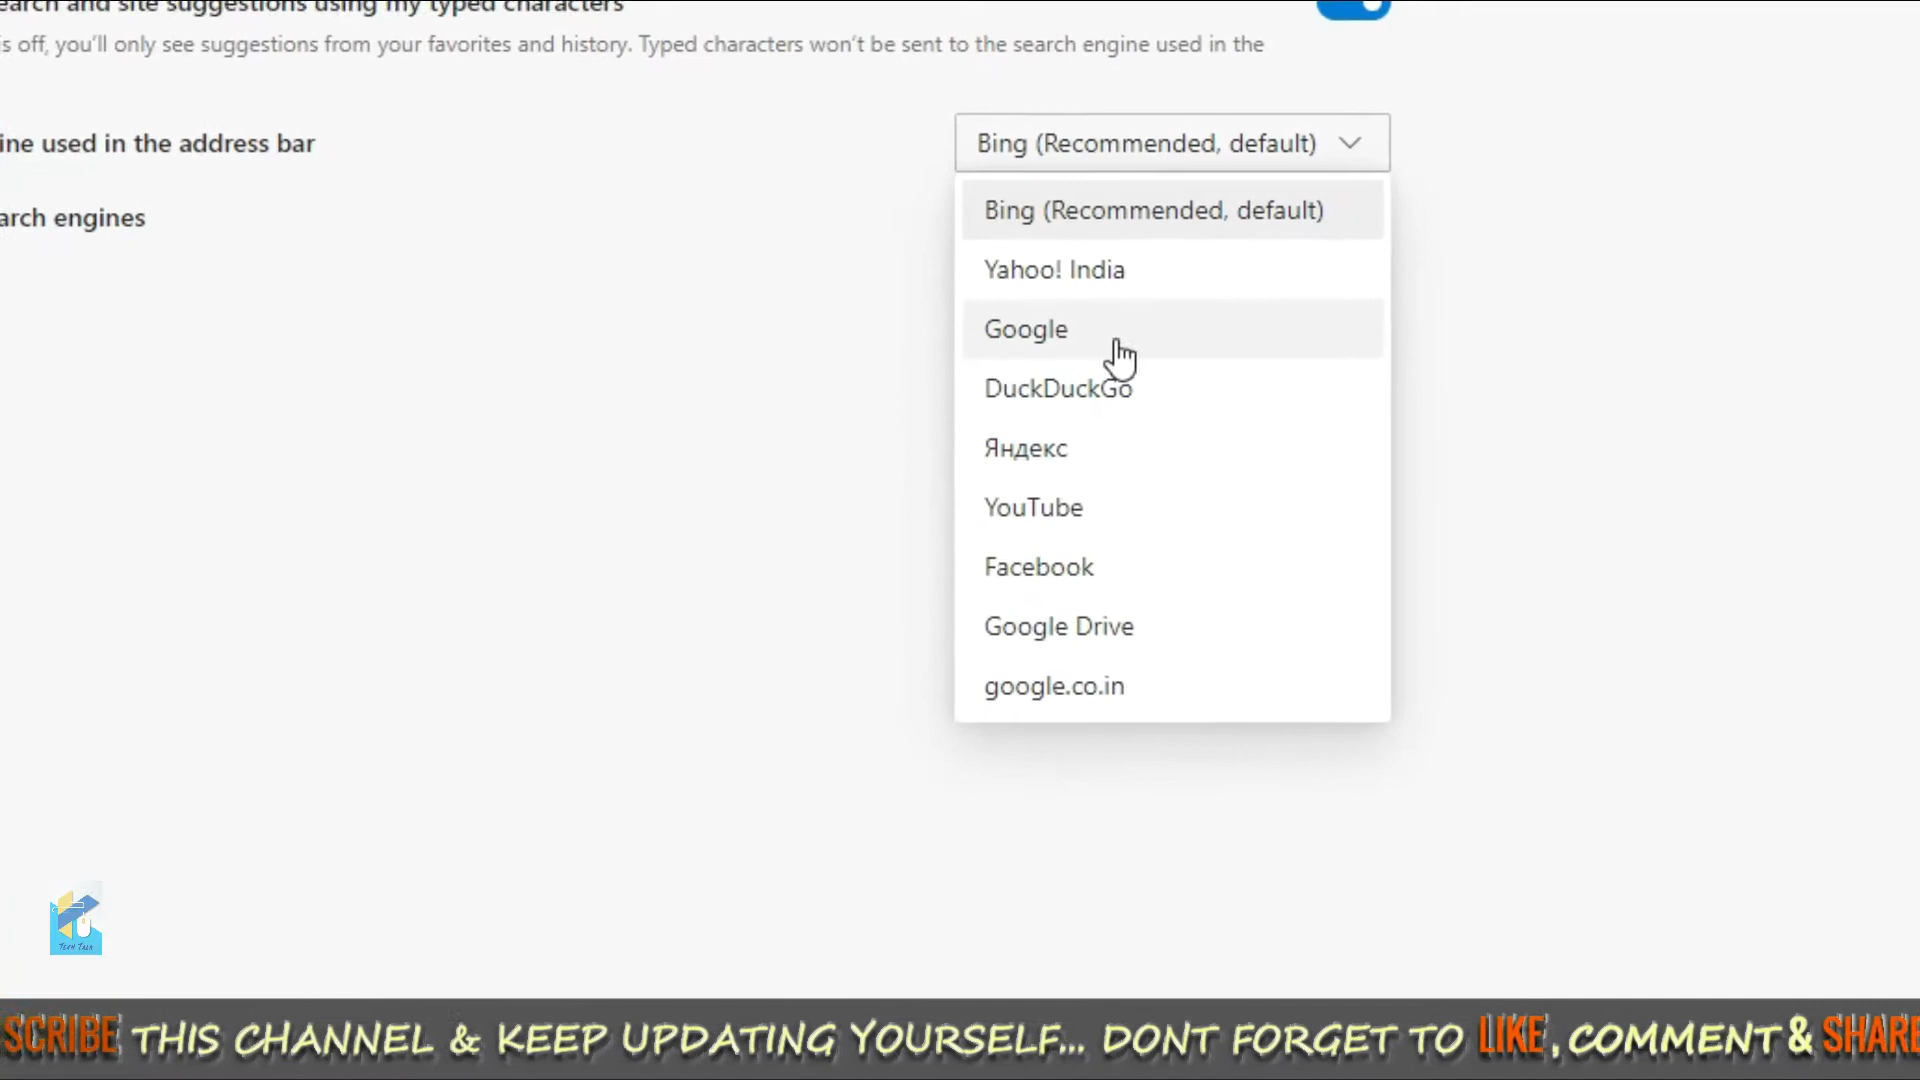 earch and site suggestions using my typed characters
is off, you'll only see suggestions from your favorites and history. Typed characters won't be sent to the search engine used in the
ine used in the address bar
Bing (Recommended, default)
arch engines
Bing (Recommended, default)
Yahoo! India
Google
DuckDuckGo
Яндекс
YouTube
Facebook
Google Drive
google.co.in
TECH TALK
SCRIBE THIS CHANNEL & KEEP UPDATING YOURSELF... DONT FORGET TO LIKE, COMMENT & SHARE